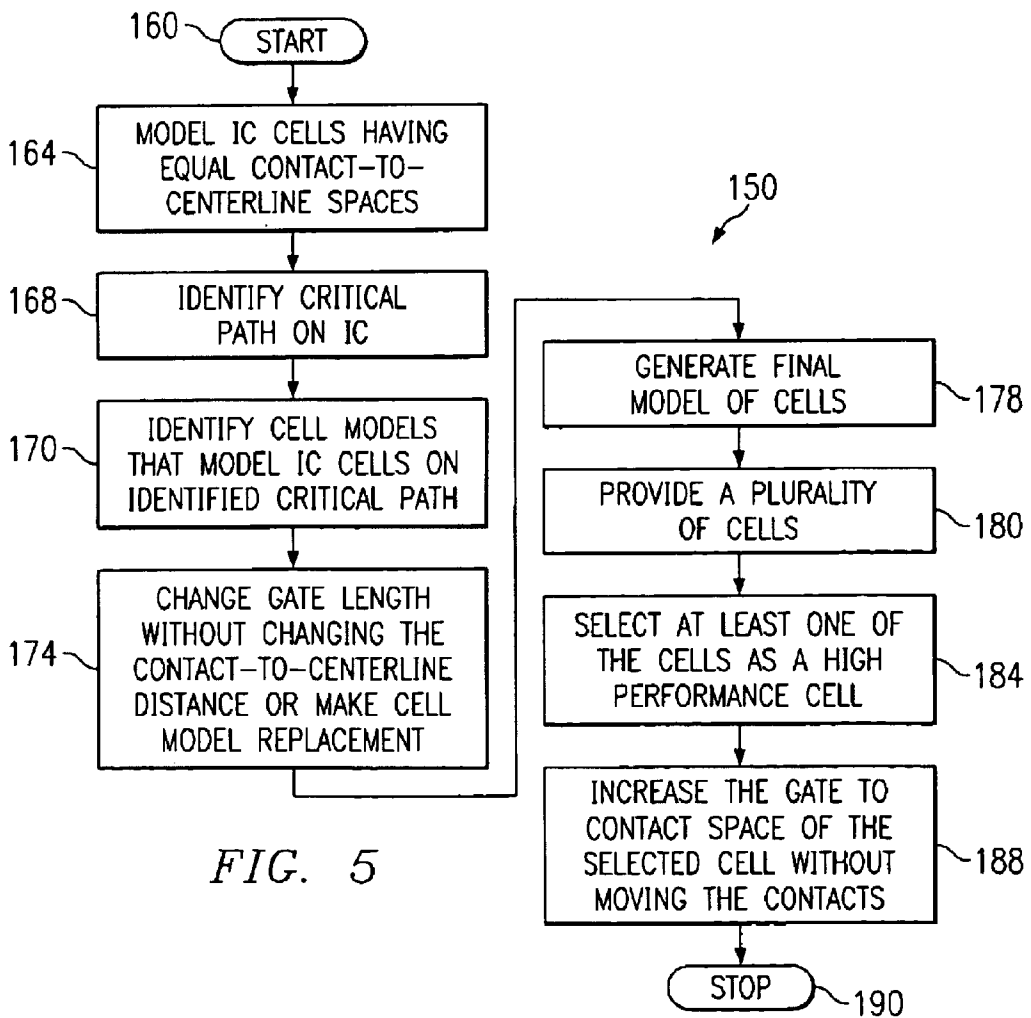 160
START
164
MODEL IC CELLS HAVING
EQUAL CONTACT-TO-
CENTERLINE SPACES
168
IDENTIFY CRITICAL
PATH ON IC
170
IDENTIFY CELL MODELS
THAT MODEL IC CELLS ON
IDENTIFIED CRITICAL PATH
174
CHANGE GATE LENGTH
WITHOUT CHANGING THE
CONTACT-TO-CENTERLINE
DISTANCE OR MAKE CELL
MODEL REPLACEMENT
150
GENERATE FINAL
MODEL OF CELLS
178
PROVIDE A PLURALITY
OF CELLS
180
SELECT AT LEAST ONE OF
THE CELLS AS A HIGH
PERFORMANCE CELL
184
INCREASE THE GATE TO
CONTACT SPACE OF THE
SELECTED CELL WITHOUT
MOVING THE CONTACTS
188
STOP
190
FIG. 5